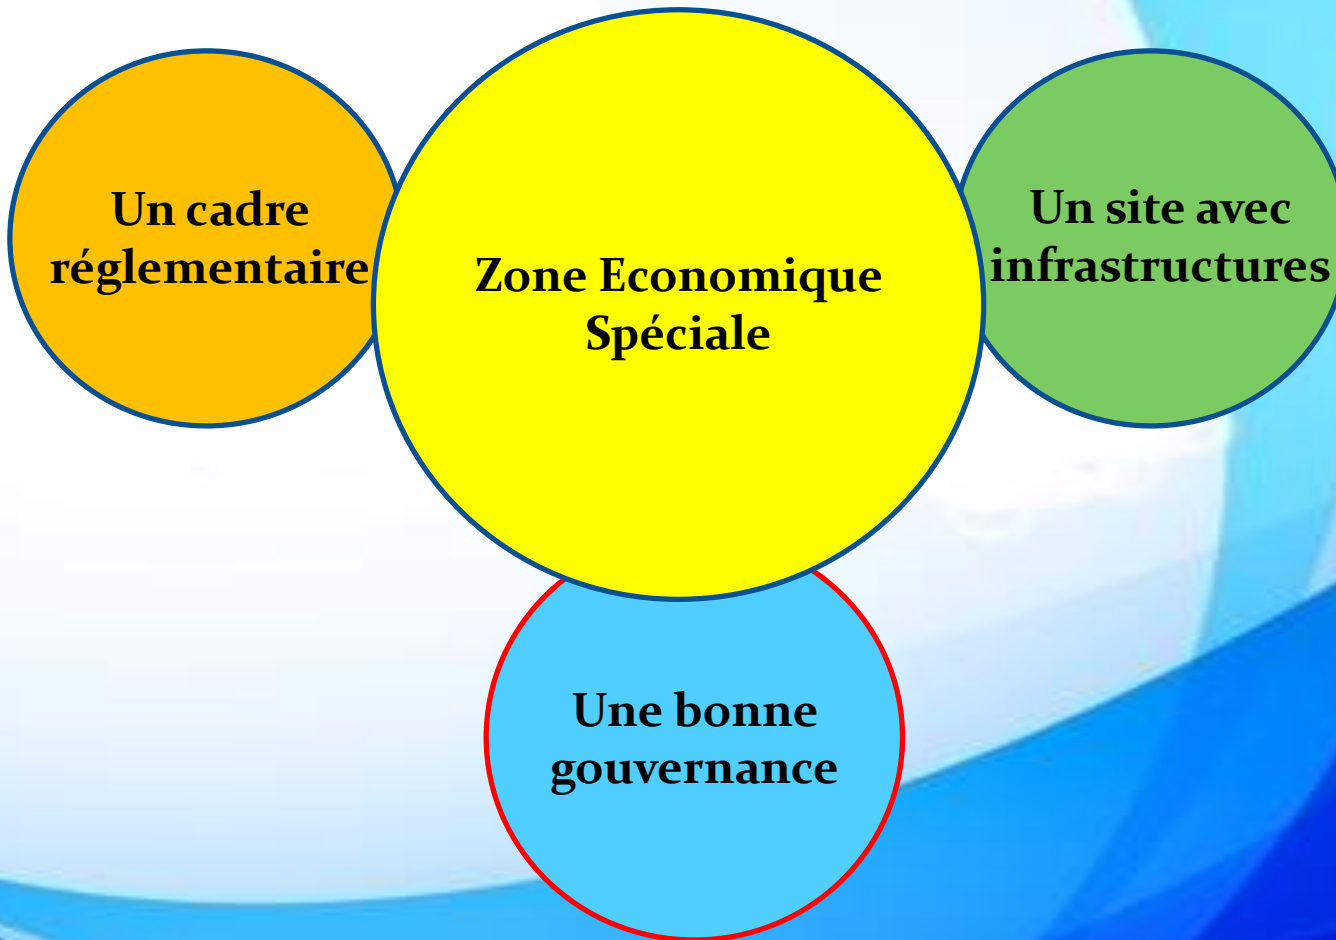 Un cadre
réglementaire
Zone Economique
Spéciale
Un site avec
infrastructures
Une bonne
gouvernance